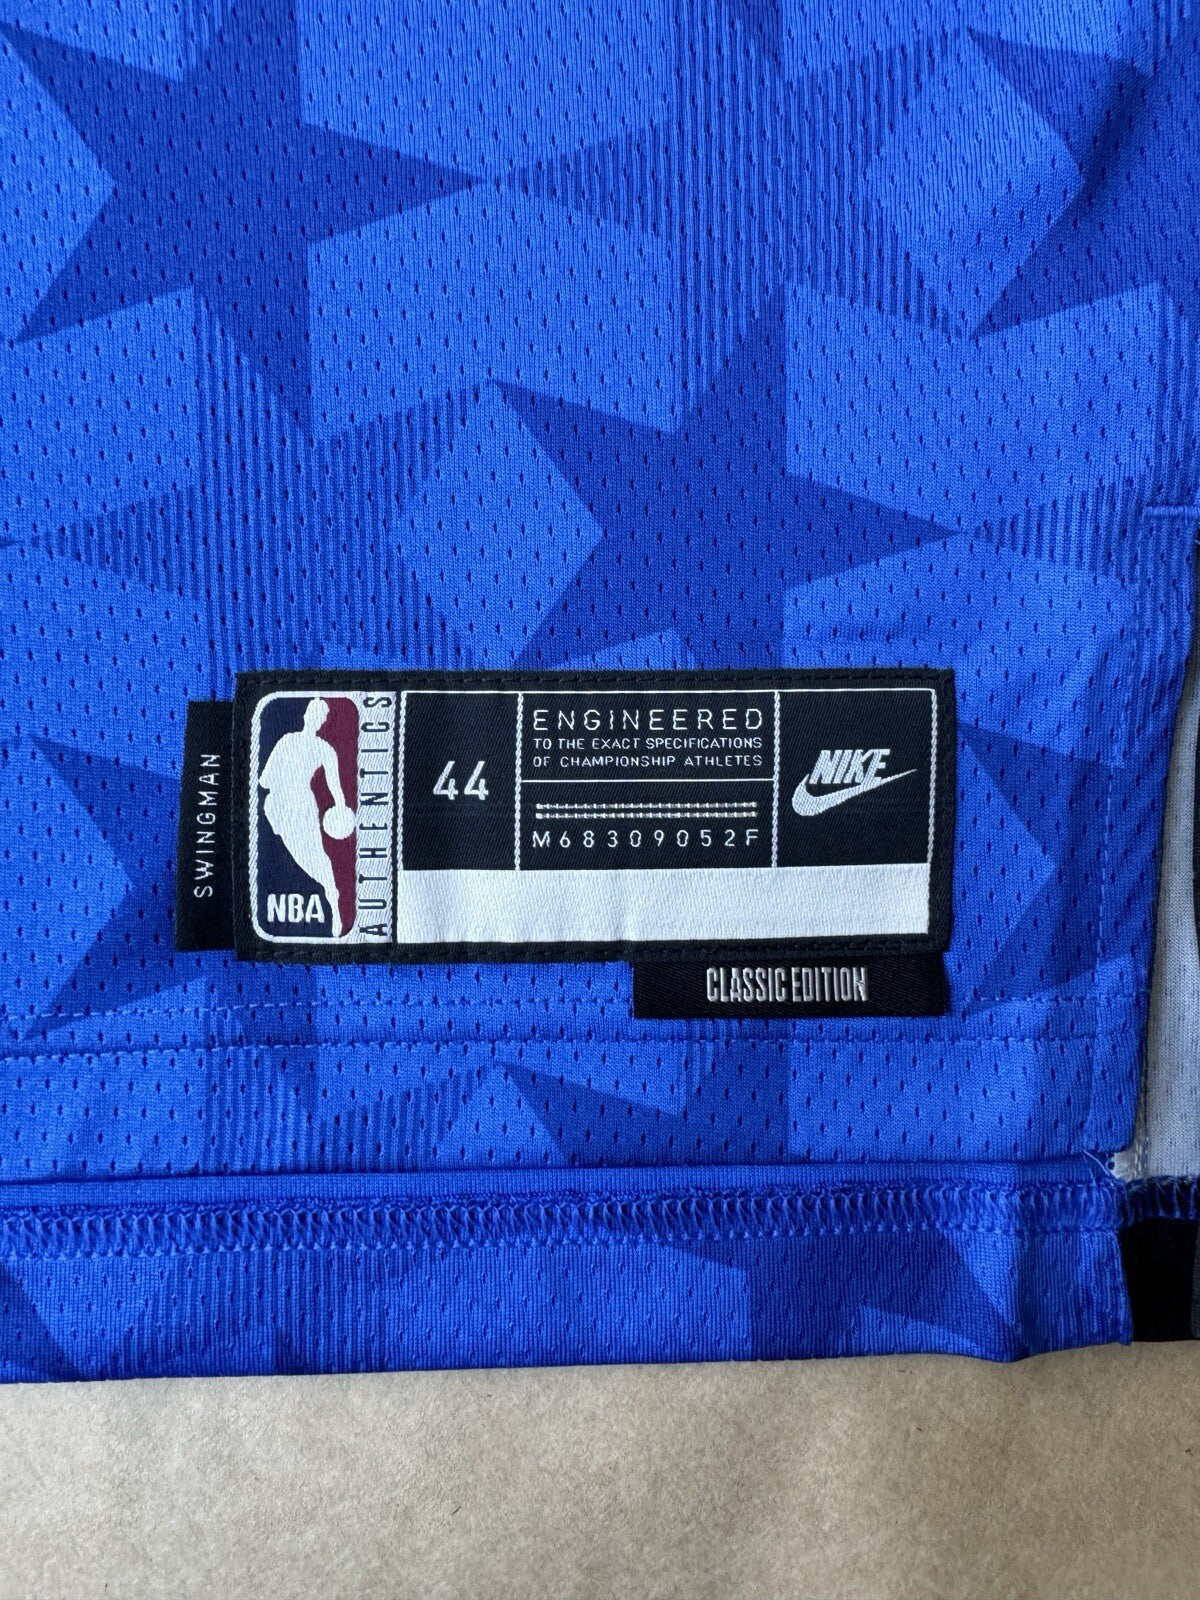 SWINGMAN
NBA
AUTHENTICS
44
ENGINEERED
TO THE EXACT SPECIFICATIONS
OF CHAMPIONSHIP ATHLETES
M68309052F
NIKE
CLASSIC EDITION